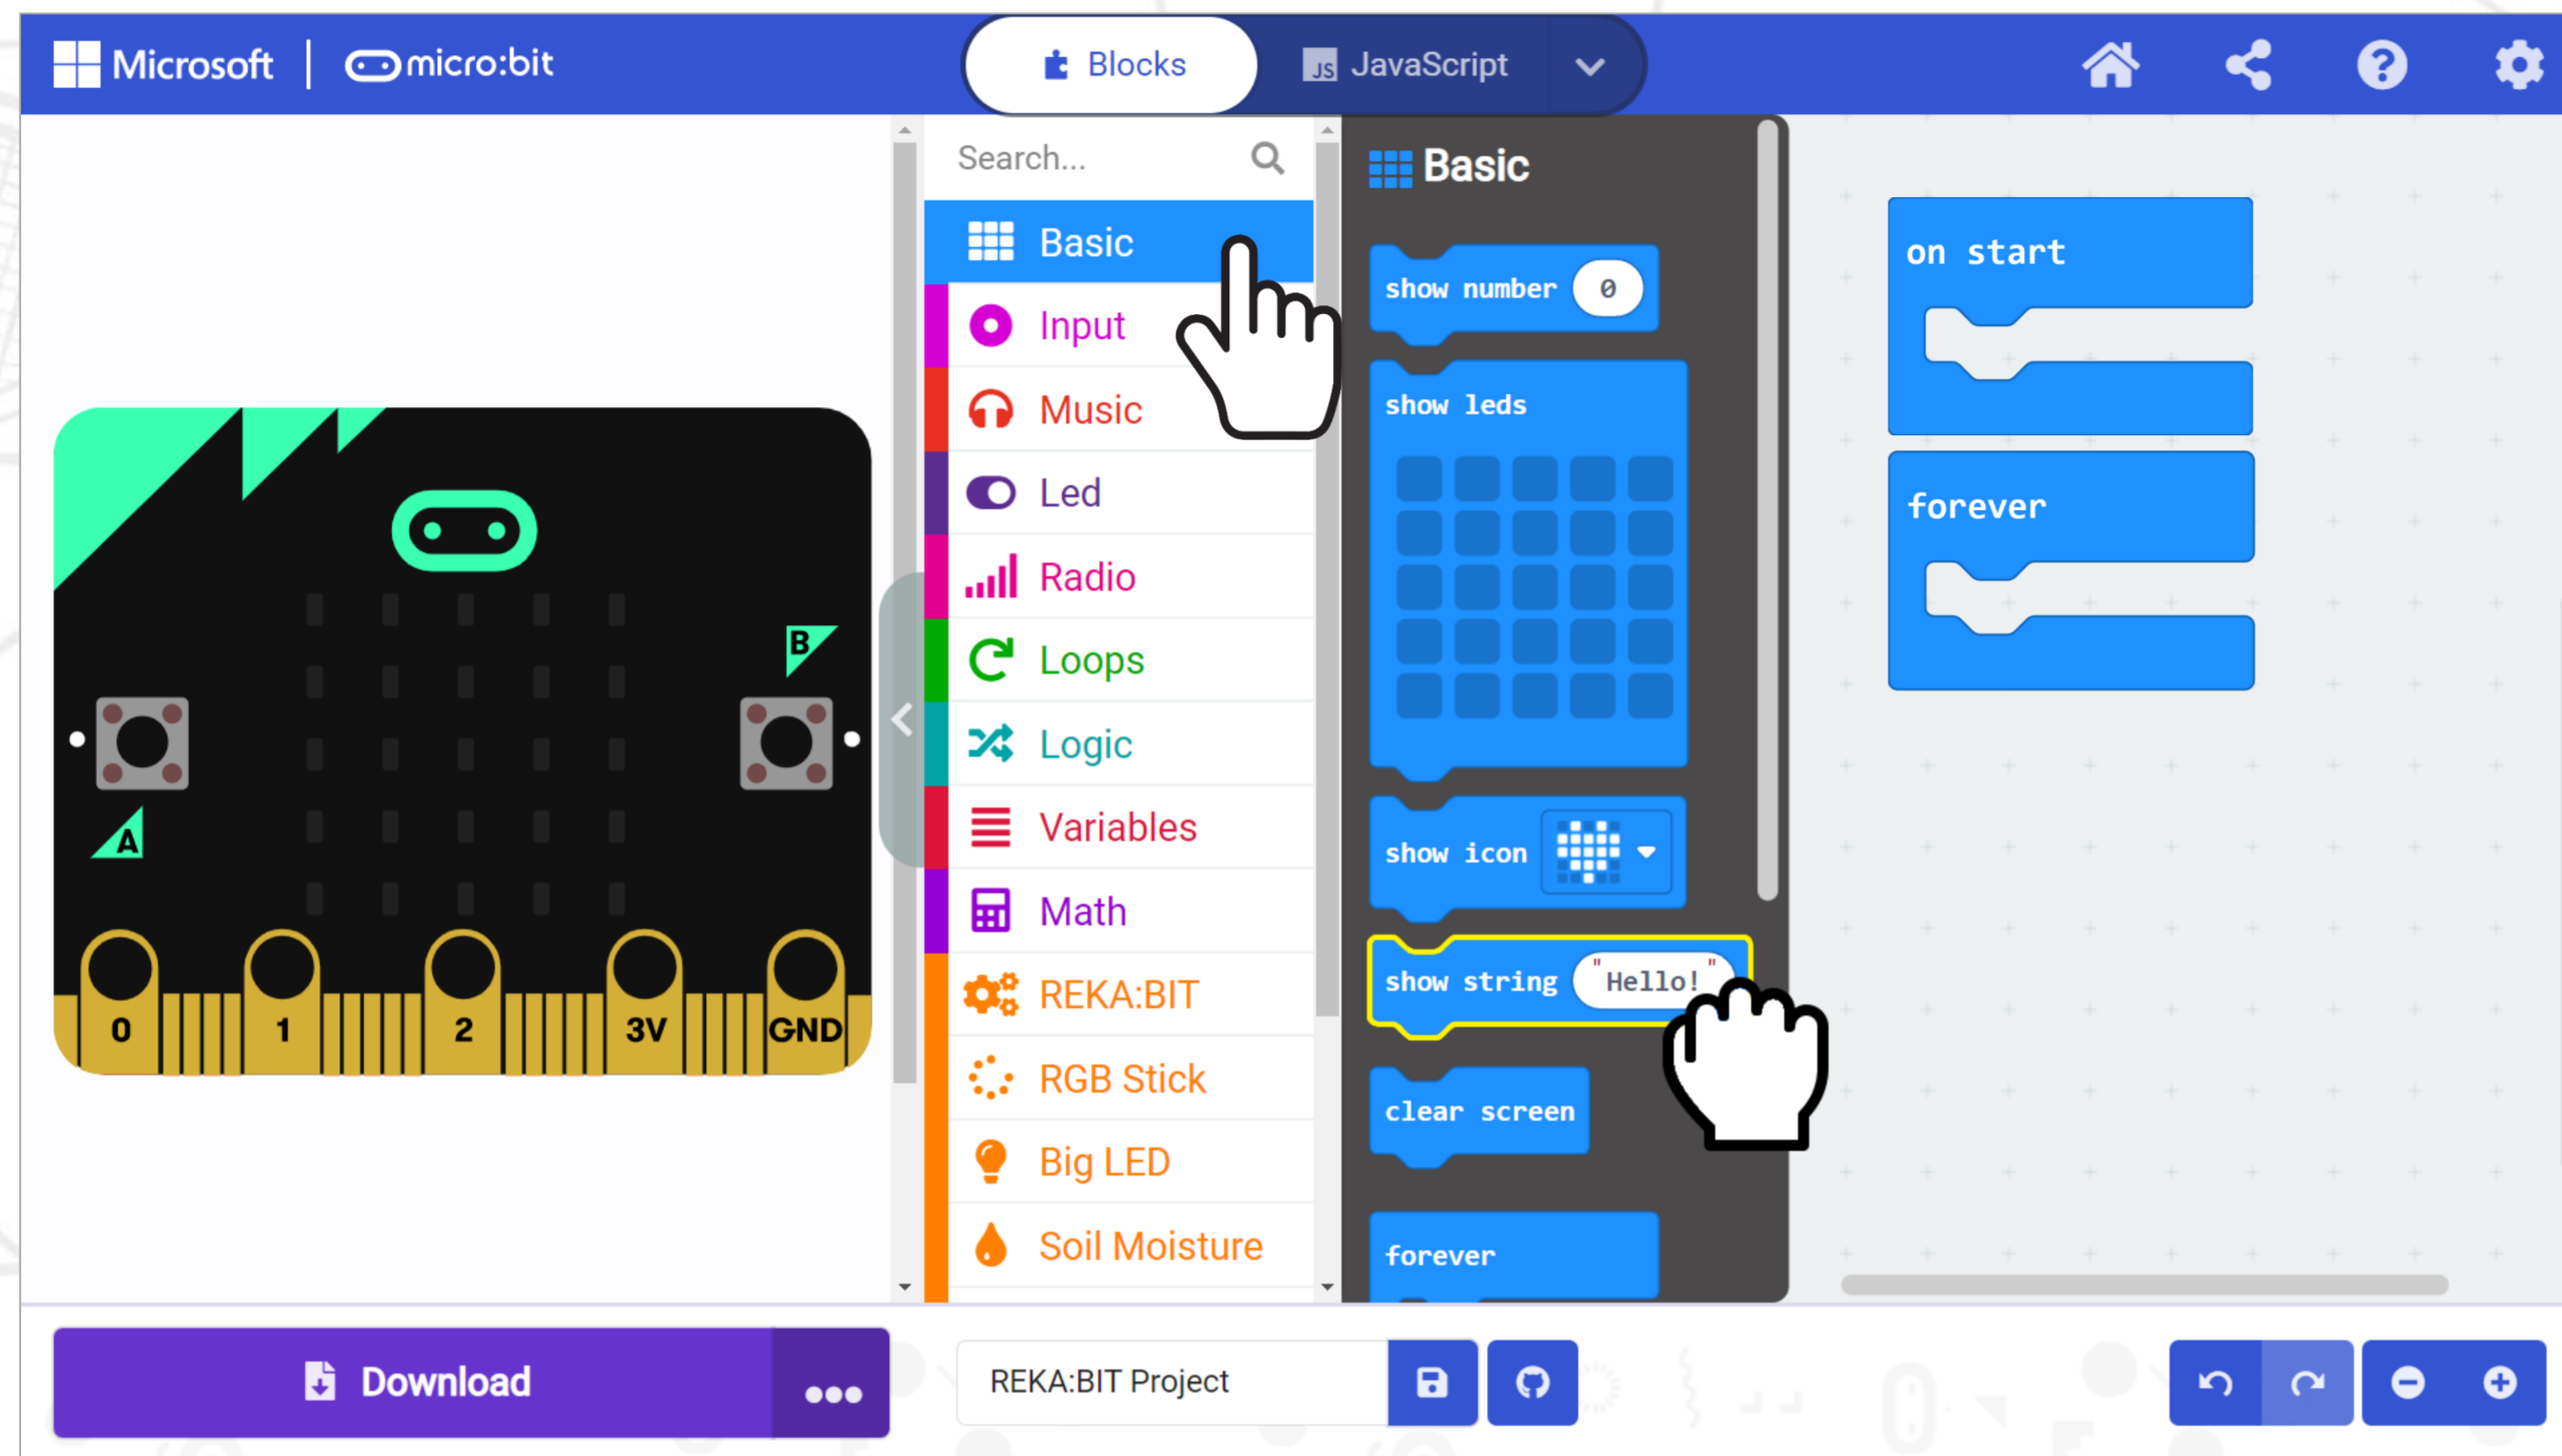 Microsoft | micro:bit
Blocks
JS JavaScript
Search...
Basic
Input
Music
Led
Radio
Loops
Logic
Variables
Math
REKA:BIT
RGB Stick
Big LED
Soil Moisture
Basic
show number 0
show leds
show icon
show string "Hello!"
clear screen
forever
on start
forever
B
A
0 1 2 3V GND
Download
REKA:BIT Project